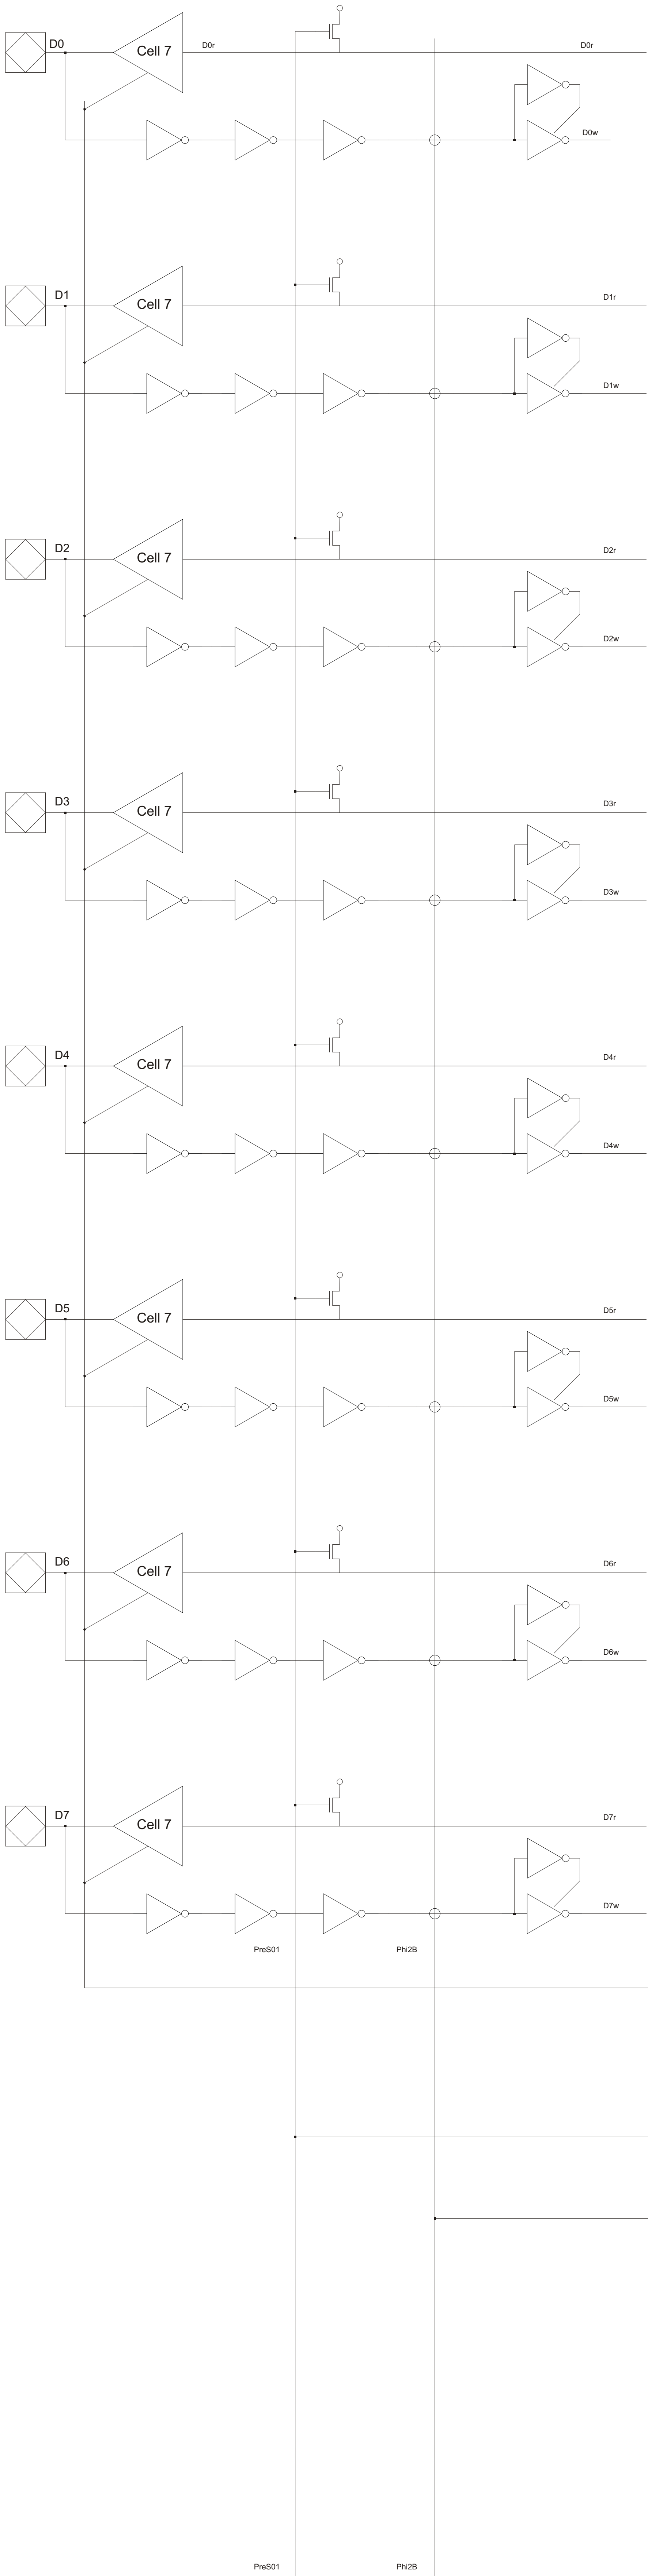 D0
Cell 7
D0r
D0r
D0w
D1
Cell 7
D1r
D1w
D2
Cell 7
D2r
D2w
D3
Cell 7
D3r
D3w
D4
Cell 7
D4r
D4w
D5
Cell 7
D5r
D5w
D6
Cell 7
D6r
D6w
D7
Cell 7
D7r
D7w
PreS01
Phi2B
PreS01
Phi2B